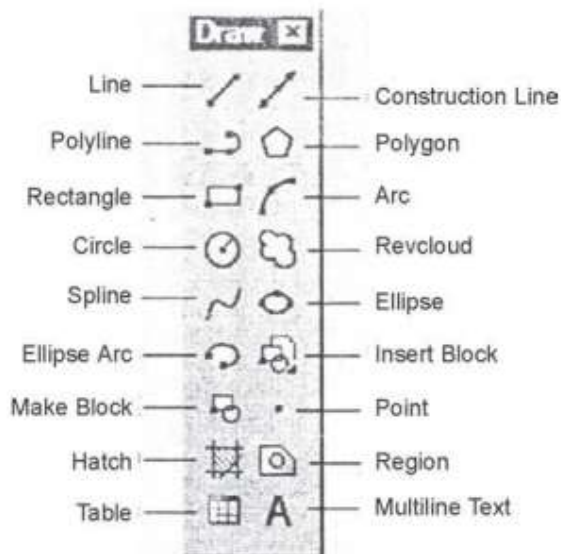 Draw ×
Line
Construction Line
Polyline
Polygon
Rectangle
Arc
Circle
Revcloud
Spline
Ellipse
Ellipse Arc
Insert Block
Make Block
Point
Hatch
Region
Table
A
Multiline Text